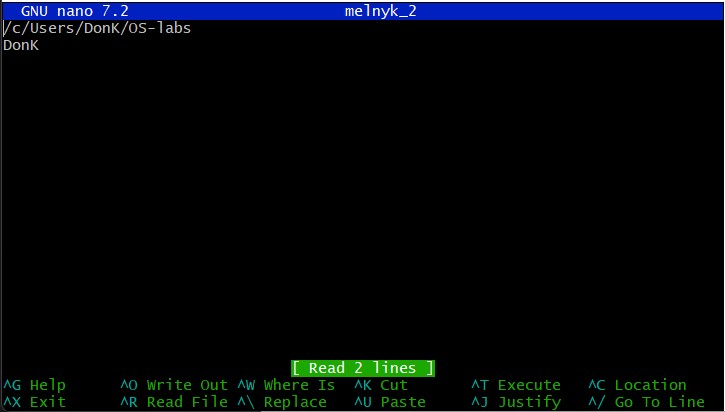 GNU nano 7.2 melnyk_2
/c/Users/DonK/OS-labs
DonK
[ Read 2 lines ]
^G Help ^O Write Out ^W Where Is ^K Cut ^T Execute ^C Location
^X Exit ^R Read File ^\ Replace ^U Paste ^J Justify ^/ Go To Line